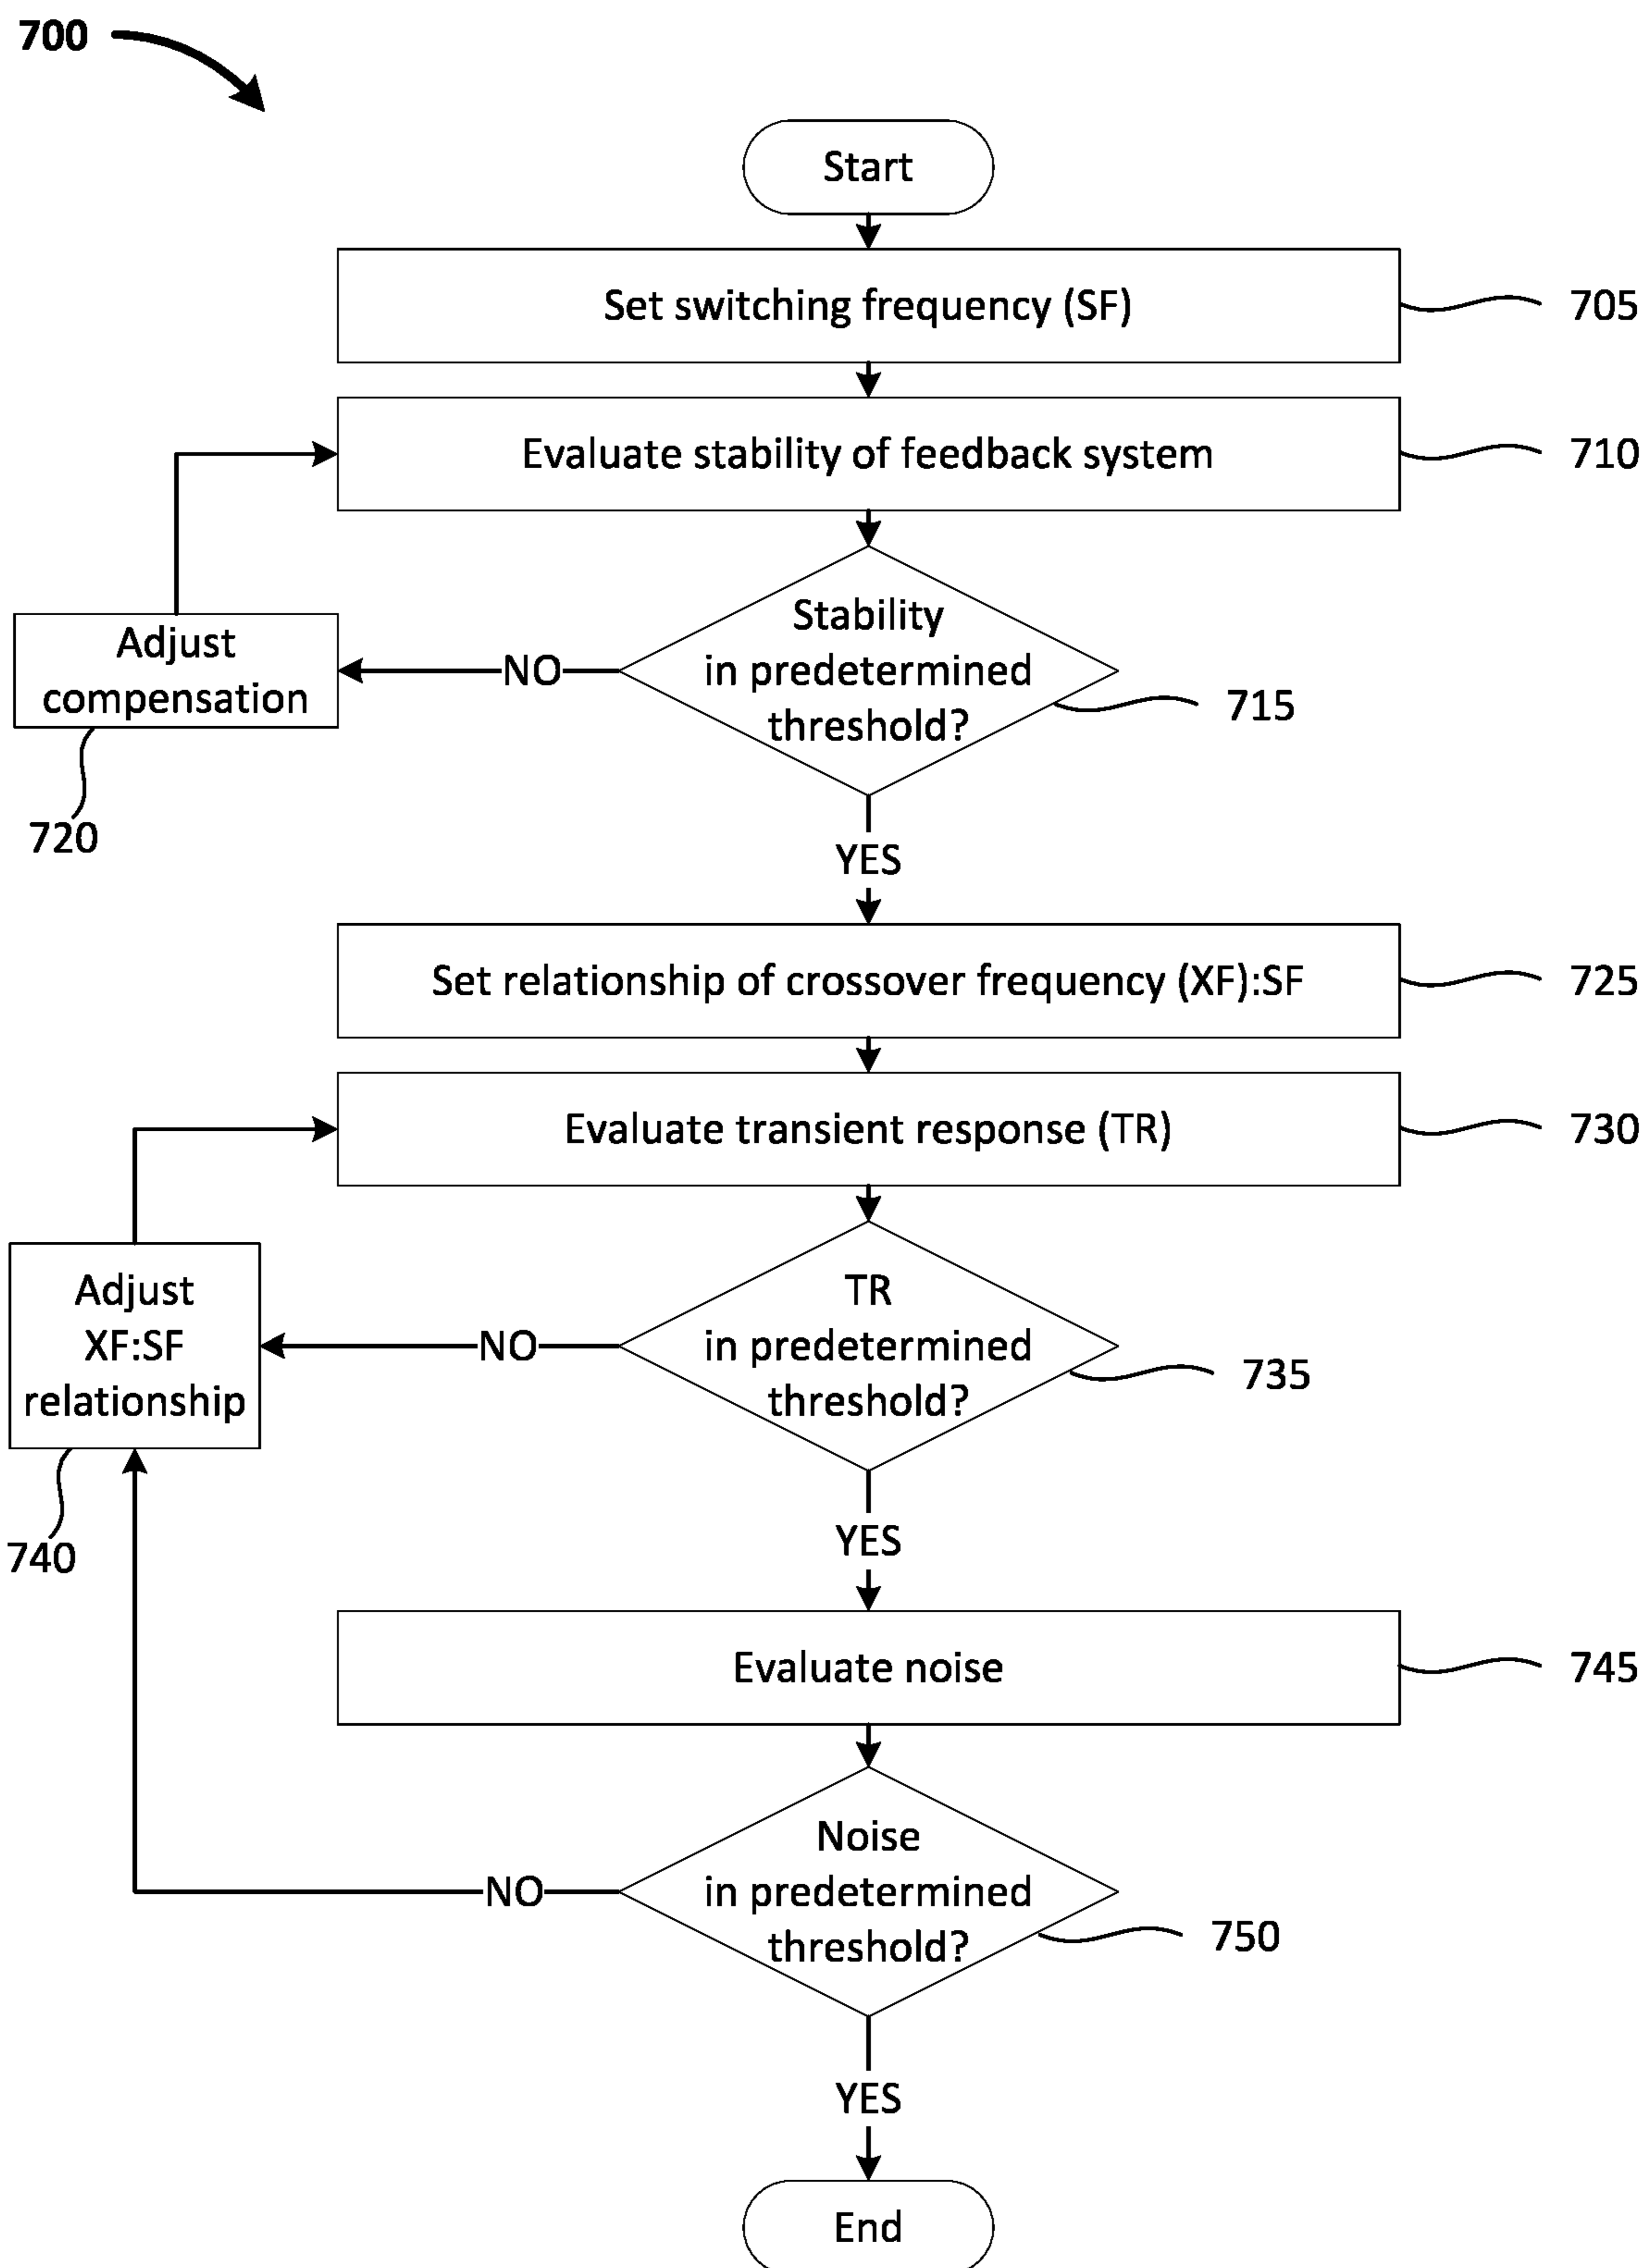 700
Start
Set switching frequency (SF)
705
Evaluate stability of feedback system
710
Stability
in predetermined
threshold?
715
NO
Adjust
compensation
720
YES
Set relationship of crossover frequency (XF):SF
725
Evaluate transient response (TR)
730
TR
in predetermined
threshold?
735
NO
Adjust
XF:SF
relationship
740
YES
Evaluate noise
745
Noise
in predetermined
threshold?
750
NO
YES
End